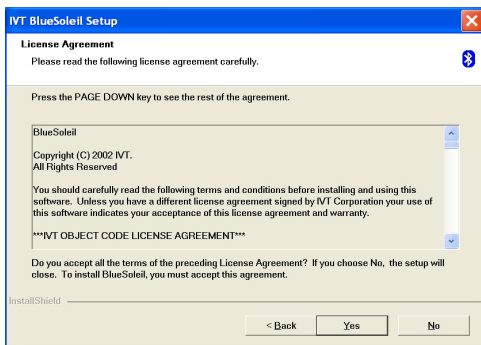 IVT BlueSoleil Setup
License Agreement
Please read the following license agreement carefully.
Press the PAGE DOWN key to see the rest of the agreement.
BlueSoleil
Copyright (C) 2002 IVT.
All Rights Reserved
You should carefully read the following terms and conditions before installing and using this
software. Unless you have a different license agreement signed by IVT Corporation your use of
this software indicates your acceptance of this license agreement and warranty.
***IVT OBJECT CODE LICENSE AGREEMENT***
Do you accept all the terms of the preceding License Agreement? If you choose No, the setup will
close. To install BlueSoleil, you must accept this agreement.
InstallShield
< Back
Yes
No